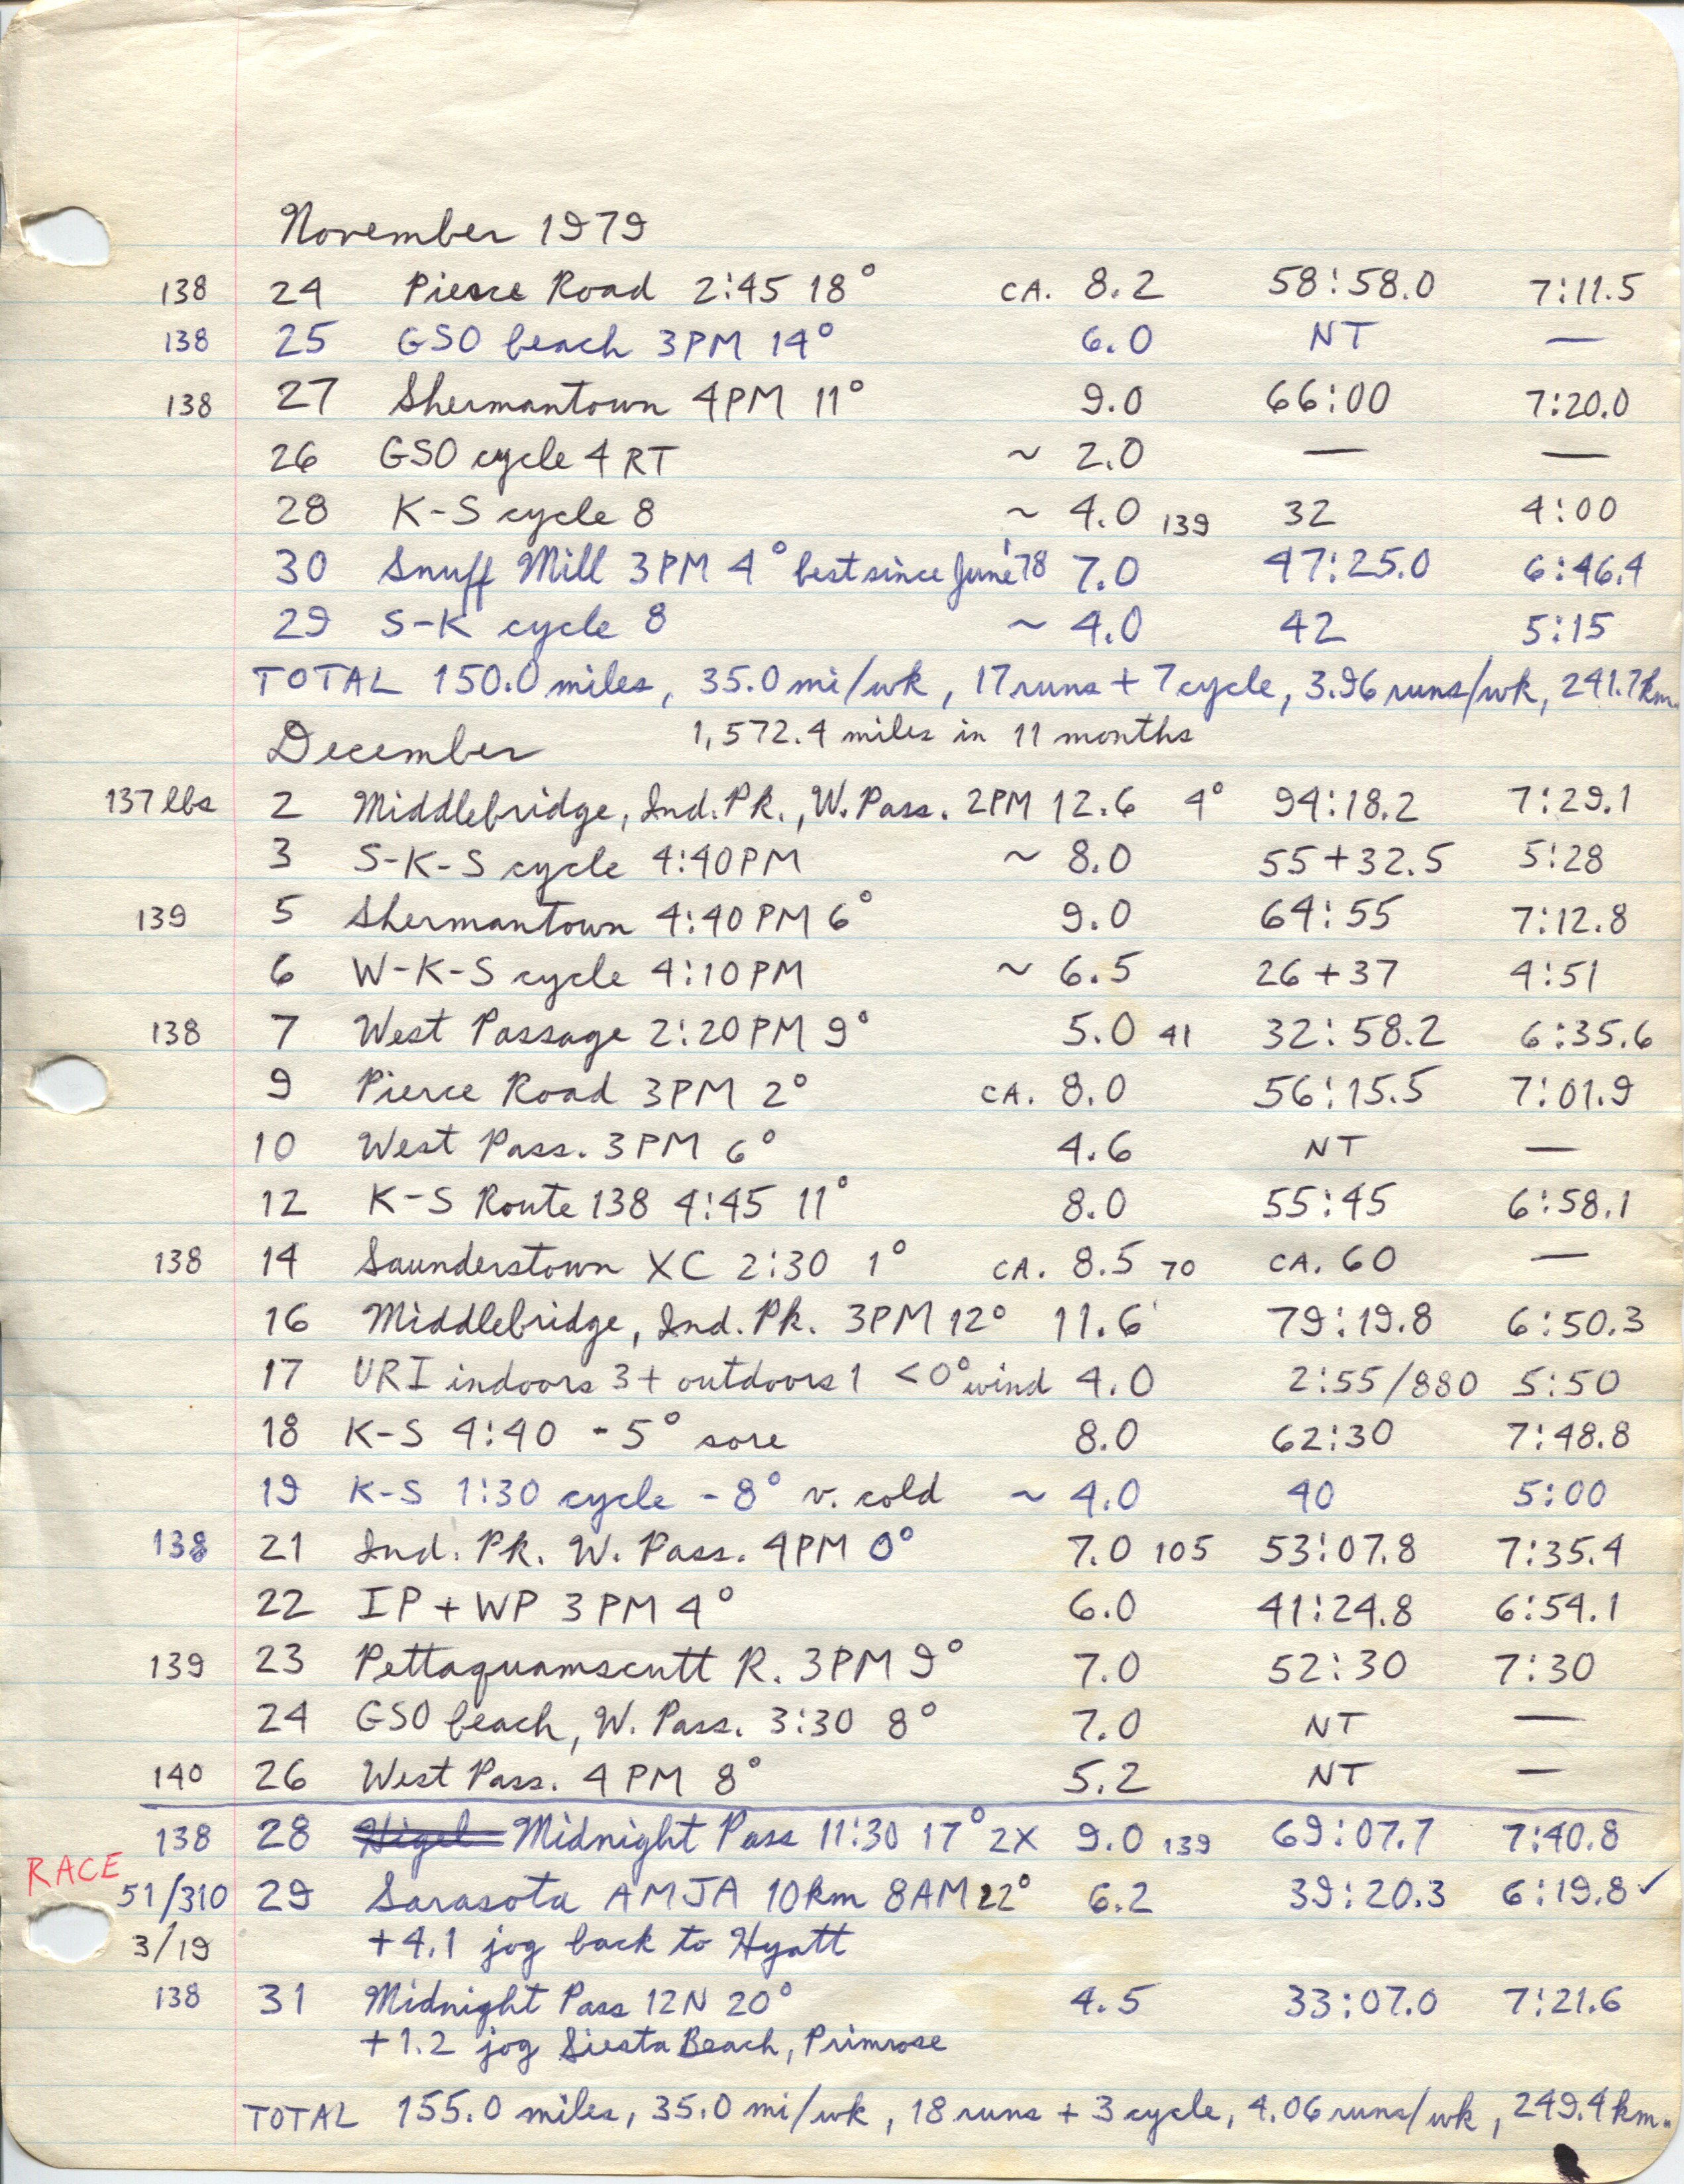 November 1979
138 24 Pierce Road 2:45 18° CA. 8.2 58:58.0 7:11.5
138 25 GSO beach 3PM 14° 6.0 NT —
138 27 Shermantown 4PM 11° 9.0 66:00 7:20.0
26 GSO cycle 4 RT ~ 2.0 — —
28 K-S cycle 8 ~ 4.0 139 32 4:00
30 Snuff Mill 3PM 4° best since June '78 7.0 47:25.0 6:46.4
29 S-K cycle 8 ~ 4.0 42 5:15
TOTAL 150.0 miles, 35.0 mi/wk, 17 runs + 7 cycle, 3.96 runs/wk, 241.7 km.
December 1,572.4 miles in 11 months
137 lbs 2 Middlebridge, Ind. Pk., W. Pass. 2PM 12.6 4° 94:18.2 7:29.1
3 S-K-S cycle 4:40PM ~ 8.0 55+32.5 5:28
139 5 Shermantown 4:40 PM 6° 9.0 64:55 7:12.8
6 W-K-S cycle 4:10PM ~ 6.5 26+37 4:51
138 7 West Passage 2:20PM 9° 5.0 41 32:58.2 6:35.6
9 Pierce Road 3PM 2° CA. 8.0 56:15.5 7:01.9
10 West Pass. 3PM 6° 4.6 NT —
12 K-S Route 138 4:45 11° 8.0 55:45 6:58.1
138 14 Saunderstown XC 2:30 1° CA. 8.5 70 CA. 60 —
16 Middlebridge, Ind. Pk. 3PM 12° 11.6 79:19.8 6:50.3
17 URI indoors 3+ outdoors 1 <0° wind 4.0 2:55/880 5:50
18 K-S 4:40 -5° sore 8.0 62:30 7:48.8
19 K-S 1:30 cycle -8° v. cold ~ 4.0 40 5:00
138 21 Ind. Pk. W. Pass. 4PM 0° 7.0 105 53:07.8 7:35.4
22 IP + WP 3 PM 4° 6.0 41:24.8 6:54.1
139 23 Pettaquamscutt R. 3PM 9° 7.0 52:30 7:30
24 GSO beach, W. Pass. 3:30 8° 7.0 NT —
140 26 West Pass. 4 PM 8° 5.2 NT —
138 28 Higel Midnight Pass 11:30 17° 2X 9.0 139 69:07.7 7:40.8
RACE
51/310 29 Sarasota AMJA 10km 8AM 22° 6.2 39:20.3 6:19.8 ✓
3/19 +4.1 jog back to Hyatt
138 31 Midnight Pass 12N 20° 4.5 33:07.0 7:21.6
+1.2 jog Siesta Beach, Primrose
TOTAL 155.0 miles, 35.0 mi/wk, 18 runs + 3 cycle, 4.06 runs/wk, 249.4 km.